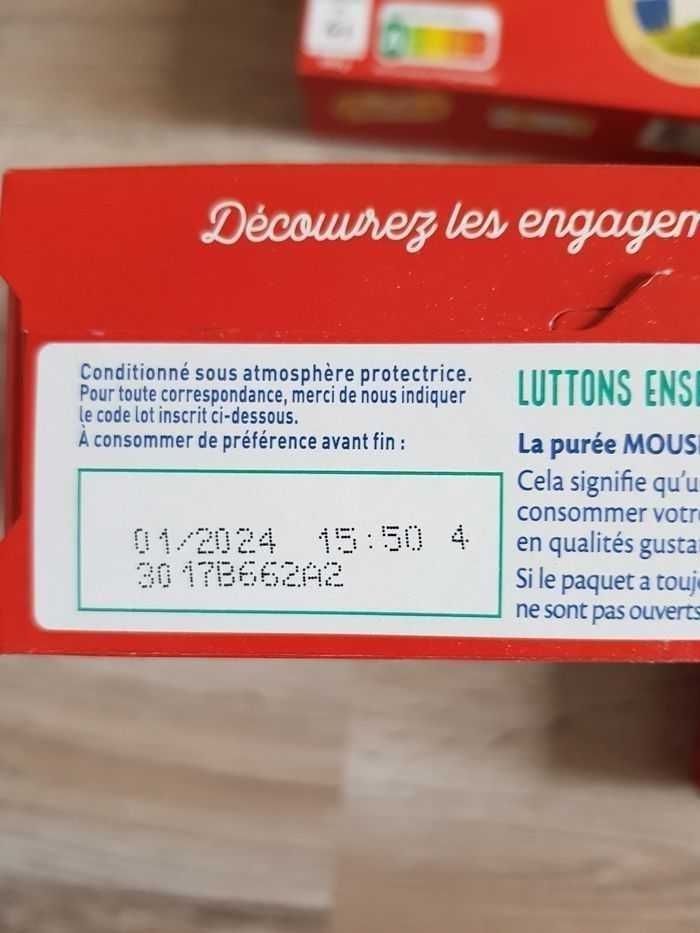 Découvrez les engagem
Conditionné sous atmosphère protectrice.
Pour toute correspondance, merci de nous indiquer
le code lot inscrit ci-dessous.
À consommer de préférence avant fin :
01/2024 15:50 4
3017B662A2
LUTTONS ENSE
La purée MOUS
Cela signifie qu'u
consommer votr
en qualités gusta
Si le paquet a touj
ne sont pas ouverts